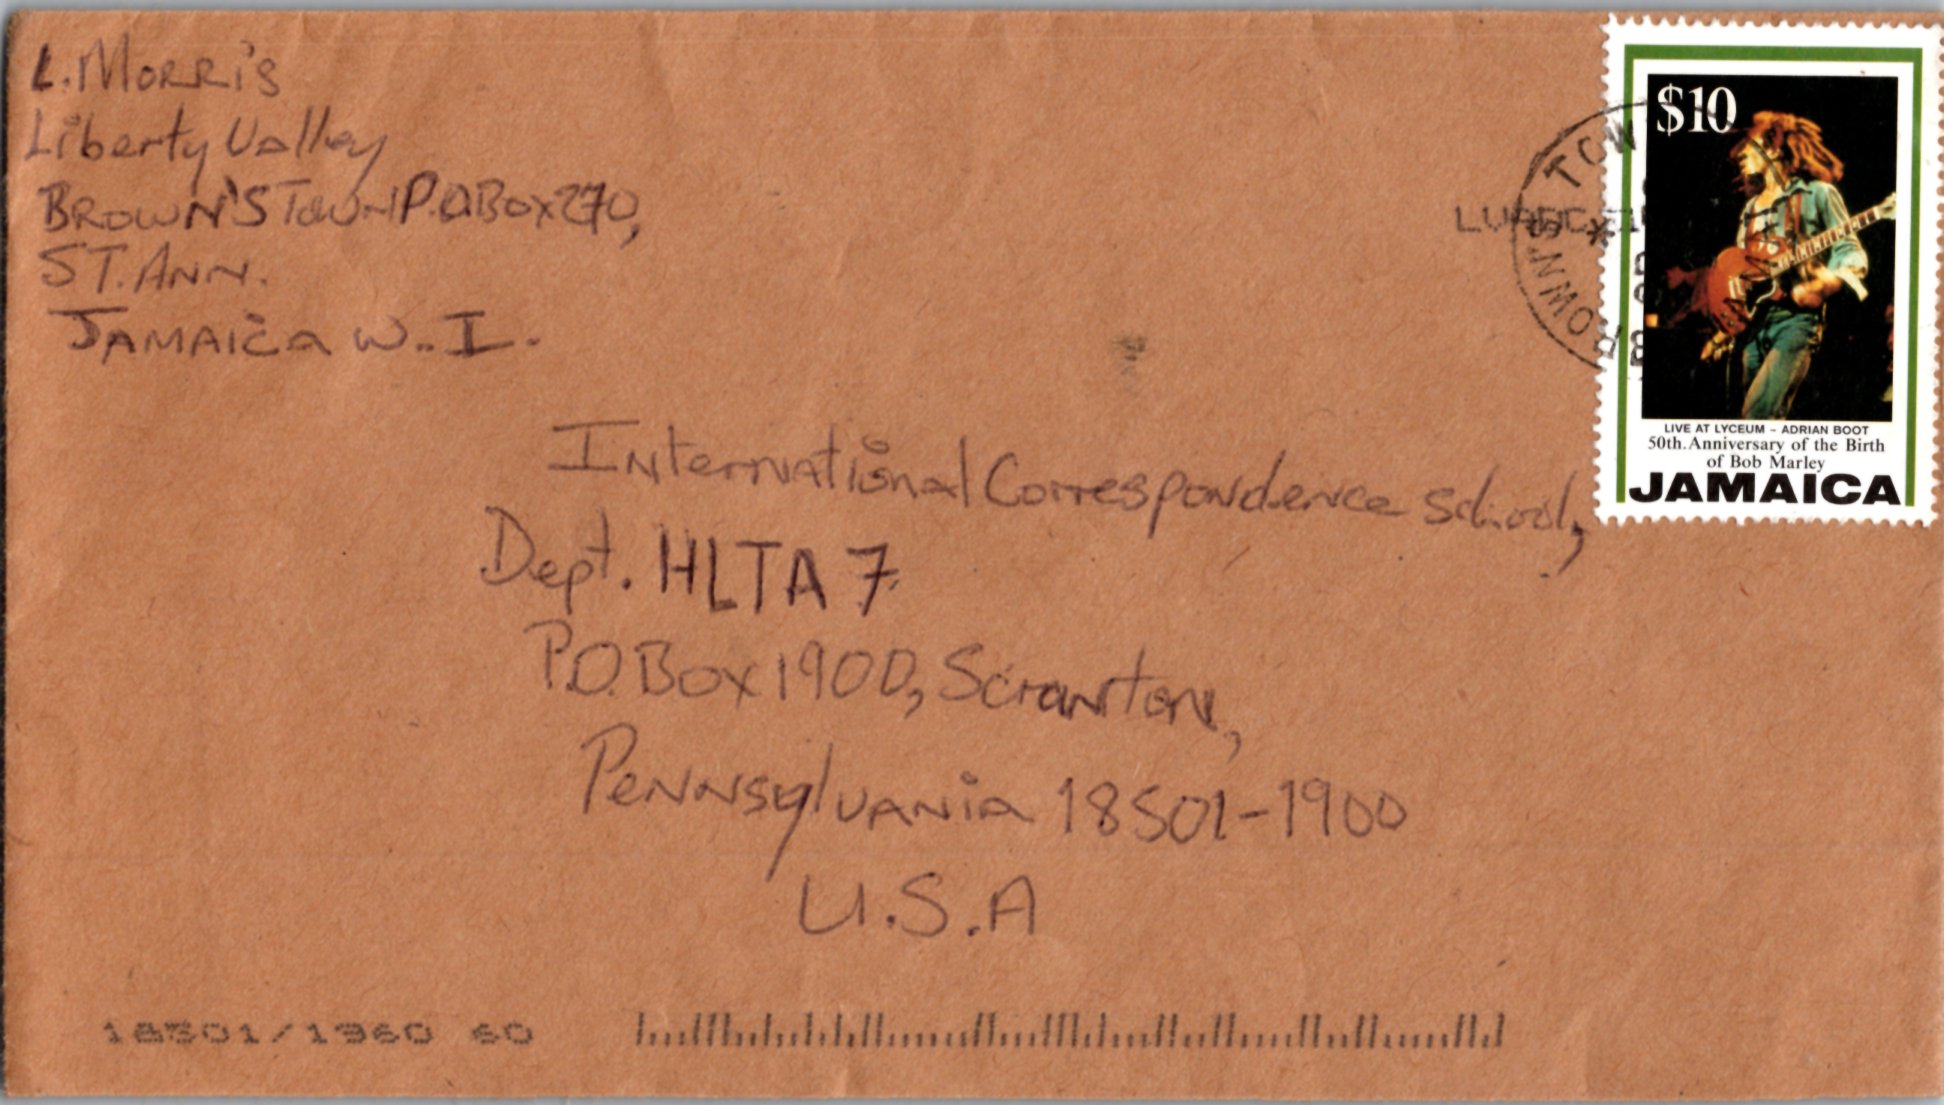 L. Morris
Liberty Valley
BROWN'S TOWN P.O. Box 270,
ST. ANN.
JAMAICA W.I.
$10
LIVE AT LYCEUM - ADRIAN BOOT
50th. Anniversary of the Birth
of Bob Marley
JAMAICA
BROWN'S TOWN
International Correspondence School,
Dept. HLTA 7
P.O. Box 1900, Scranton,
Pennsylvania 18501-1900
U.S.A
18501/1960 60